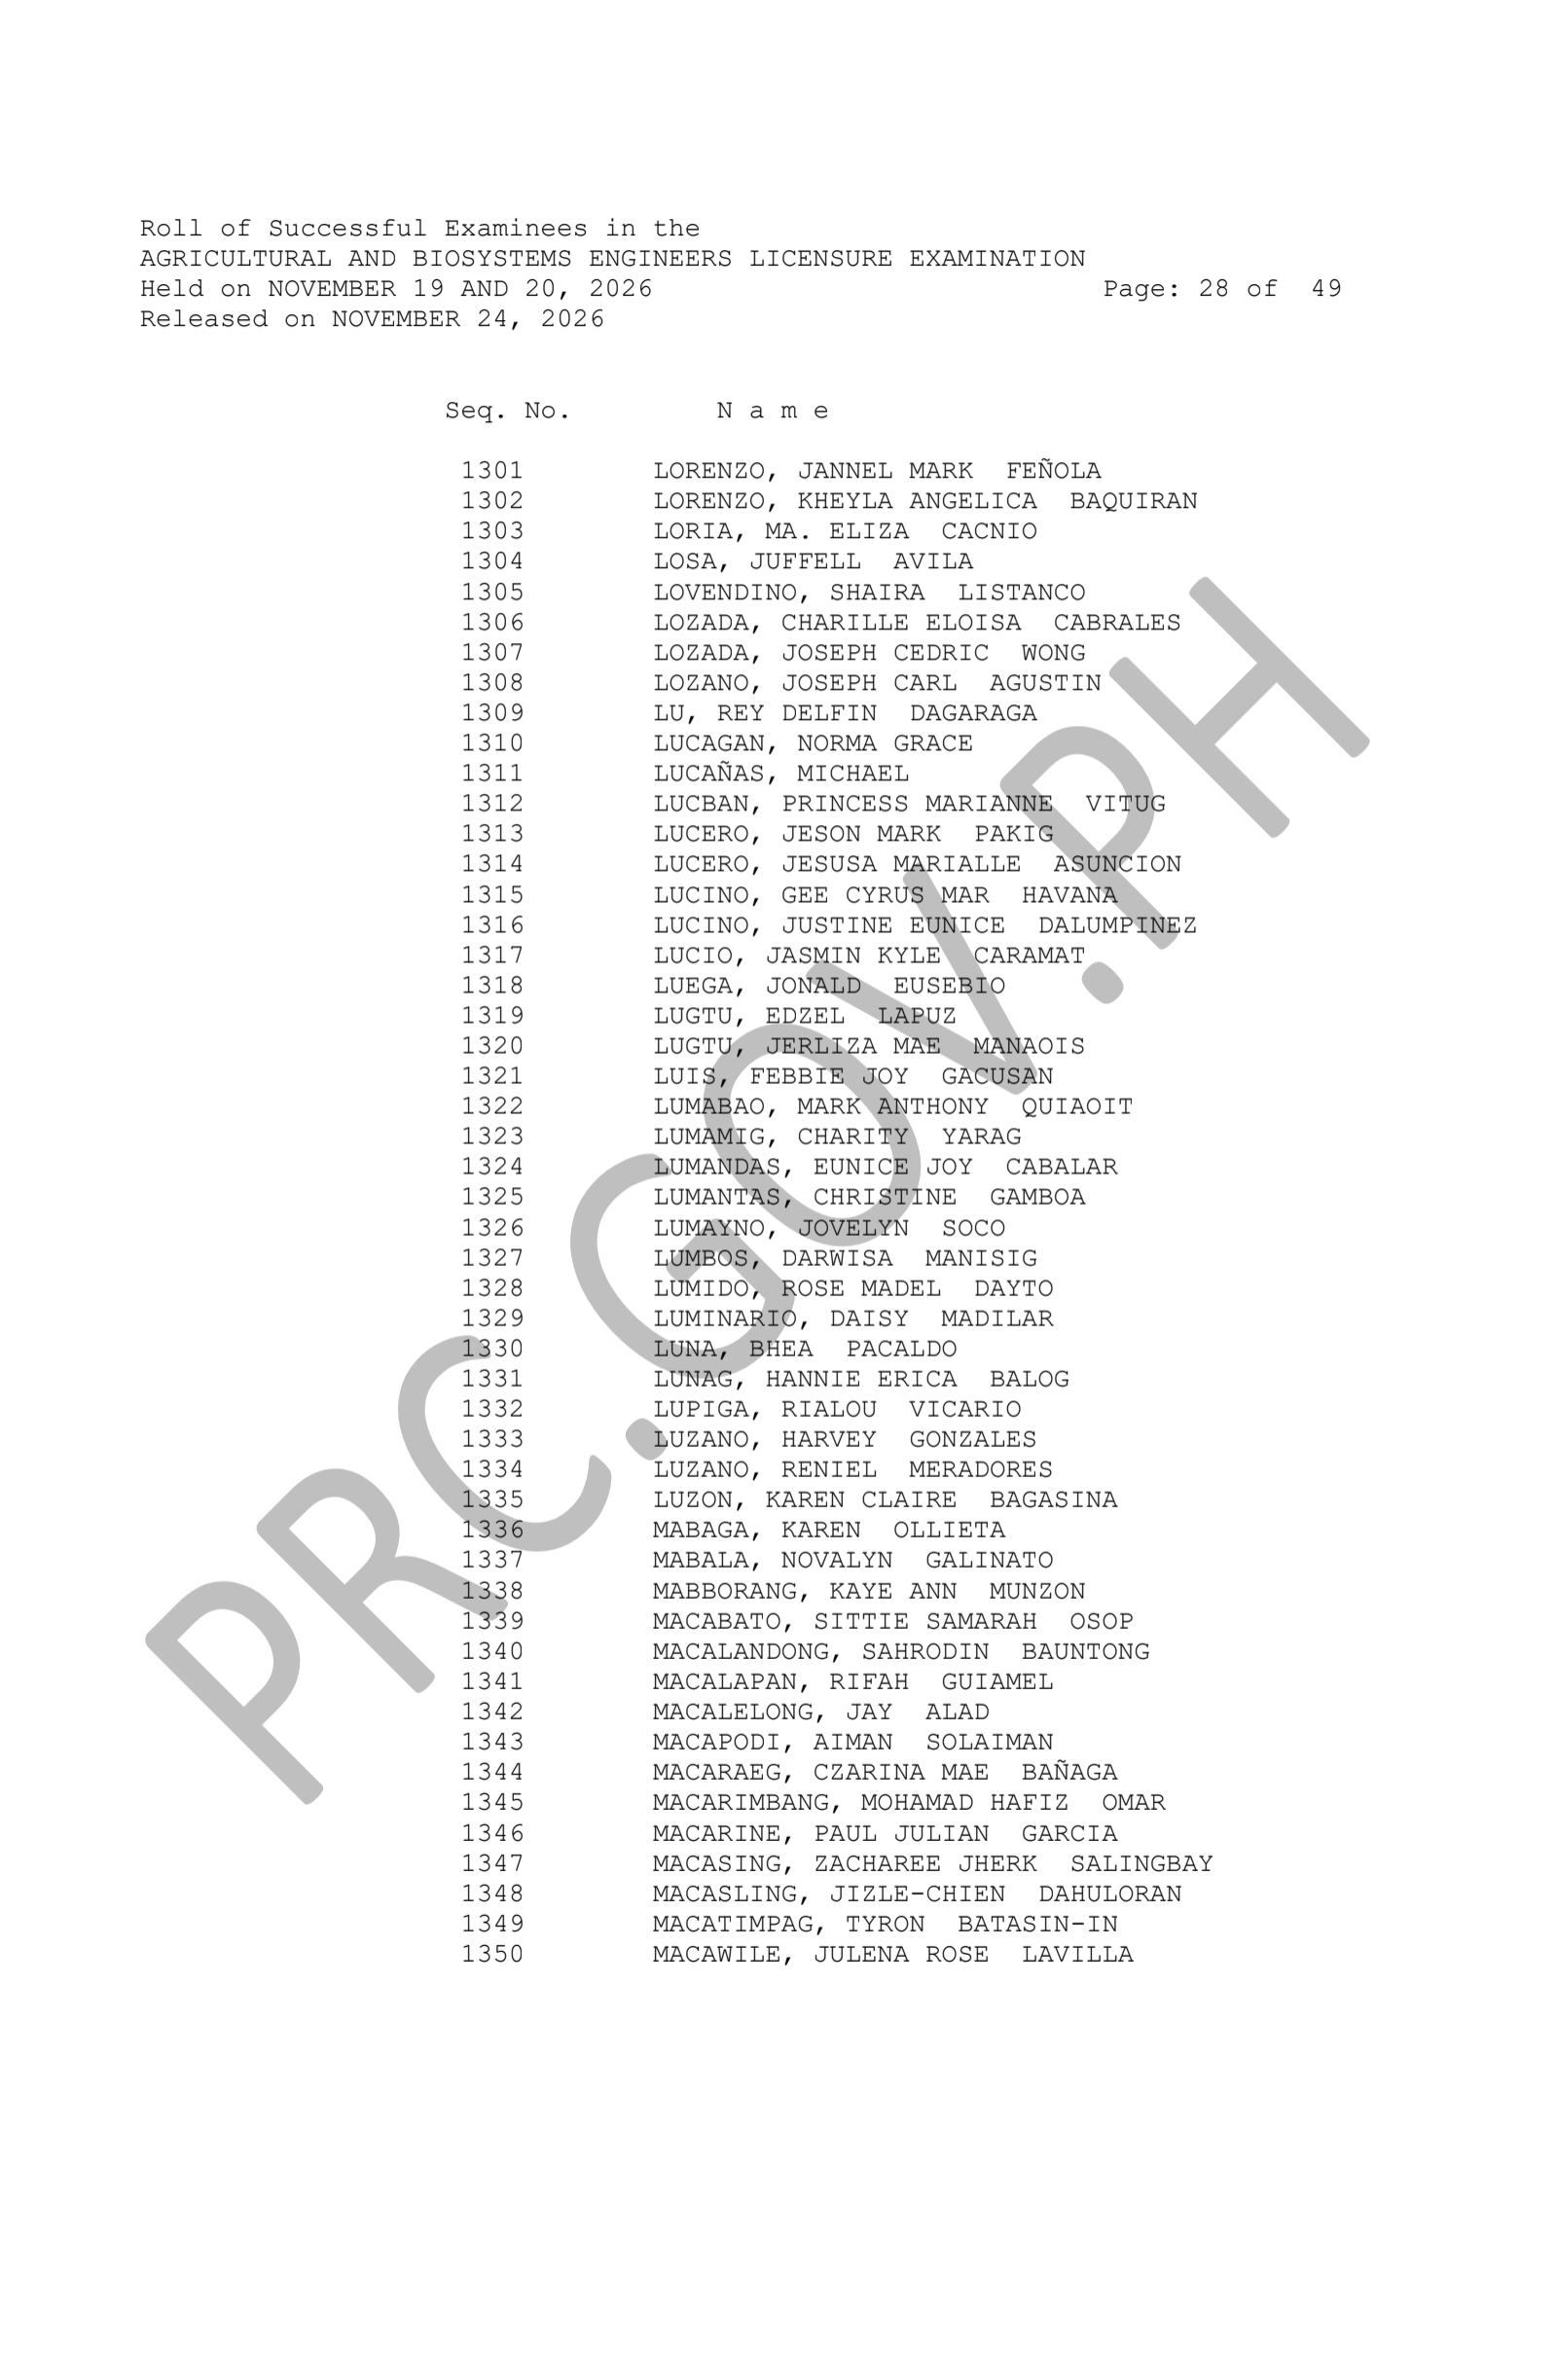 Roll of Successful Examinees in the
AGRICULTURAL AND BIOSYSTEMS ENGINEERS LICENSURE EXAMINATION
Held on NOVEMBER 19 AND 20, 2026 Page: 28 of 49
Released on NOVEMBER 24, 2026
Seq. No. N a m e
1301 LORENZO, JANNEL MARK FEÑOLA
1302 LORENZO, KHEYLA ANGELICA BAQUIRAN
1303 LORIA, MA. ELIZA CACNIO
1304 LOSA, JUFFELL AVILA
1305 LOVENDINO, SHAIRA LISTANCO
1306 LOZADA, CHARILLE ELOISA CABRALES
1307 LOZADA, JOSEPH CEDRIC WONG
1308 LOZANO, JOSEPH CARL AGUSTIN
1309 LU, REY DELFIN DAGARAGA
1310 LUCAGAN, NORMA GRACE
1311 LUCAÑAS, MICHAEL
1312 LUCBAN, PRINCESS MARIANNE VITUG
1313 LUCERO, JESON MARK PAKIG
1314 LUCERO, JESUSA MARIALLE ASUNCION
1315 LUCINO, GEE CYRUS MAR HAVANA
1316 LUCINO, JUSTINE EUNICE DALUMPINEZ
1317 LUCIO, JASMIN KYLE CARAMAT
1318 LUEGA, JONALD EUSEBIO
1319 LUGTU, EDZEL LAPUZ
1320 LUGTU, JERLIZA MAE MANAOIS
1321 LUIS, FEBBIE JOY GACUSAN
1322 LUMABAO, MARK ANTHONY QUIAOIT
1323 LUMAMIG, CHARITY YARAG
1324 LUMANDAS, EUNICE JOY CABALAR
1325 LUMANTAS, CHRISTINE GAMBOA
1326 LUMAYNO, JOVELYN SOCO
1327 LUMBOS, DARWISA MANISIG
1328 LUMIDO, ROSE MADEL DAYTO
1329 LUMINARIO, DAISY MADILAR
1330 LUNA, BHEA PACALDO
1331 LUNAG, HANNIE ERICA BALOG
1332 LUPIGA, RIALOU VICARIO
1333 LUZANO, HARVEY GONZALES
1334 LUZANO, RENIEL MERADORES
1335 LUZON, KAREN CLAIRE BAGASINA
1336 MABAGA, KAREN OLLIETA
1337 MABALA, NOVALYN GALINATO
1338 MABBORANG, KAYE ANN MUNZON
1339 MACABATO, SITTIE SAMARAH OSOP
1340 MACALANDONG, SAHRODIN BAUNTONG
1341 MACALAPAN, RIFAH GUIAMEL
1342 MACALELONG, JAY ALAD
1343 MACAPODI, AIMAN SOLAIMAN
1344 MACARAEG, CZARINA MAE BAÑAGA
1345 MACARIMBANG, MOHAMAD HAFIZ OMAR
1346 MACARINE, PAUL JULIAN GARCIA
1347 MACASING, ZACHAREE JHERK SALINGBAY
1348 MACASLING, JIZLE-CHIEN DAHULORAN
1349 MACATIMPAG, TYRON BATASIN-IN
1350 MACAWILE, JULENA ROSE LAVILLA
PRC.GOV.PH